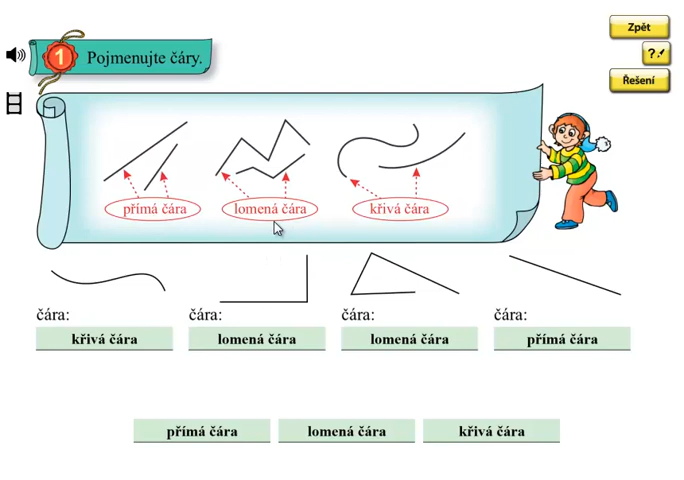 Zpět
1 Pojmenujte čáry.
?
Řešení
přímá čára lomená čára křivá čára
čára: čára: čára: čára:
křivá čára lomená čára lomená čára přímá čára
přímá čára lomená čára křivá čára